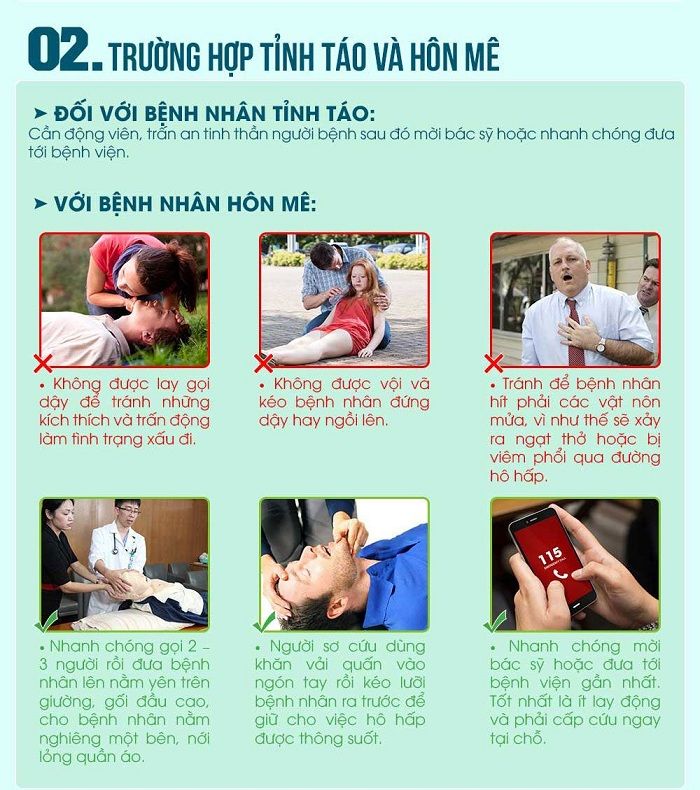 02. TRƯỜNG HỢP TỈNH TÁO VÀ HÔN MÊ
➤ ĐỐI VỚI BỆNH NHÂN TỈNH TÁO:
Cần động viên, trấn an tinh thần người bệnh sau đó mời bác sỹ hoặc nhanh chóng đưa
tới bệnh viện.
➤ VỚI BỆNH NHÂN HÔN MÊ:
• Không được lay gọi
dậy để tránh những
kích thích và trấn động
làm tình trạng xấu đi.
• Không được vội vã
kéo bệnh nhân đứng
dậy hay ngồi lên.
• Tránh để bệnh nhân
hít phải các vật nôn
mửa, vì như thế sẽ xảy
ra ngạt thở hoặc bị
viêm phổi qua đường
hô hấp.
115
EMERGENCY CALL
• Nhanh chóng gọi 2 –
3 người rồi đưa bệnh
nhân lên nằm yên trên
giường, gối đầu cao,
cho bệnh nhân nằm
nghiêng một bên, nới
lỏng quần áo.
• Người sơ cứu dùng
khăn vải quấn vào
ngón tay rồi kéo lưỡi
bệnh nhân ra trước để
giữ cho việc hô hấp
được thông suốt.
• Nhanh chóng mời
bác sỹ hoặc đưa tới
bệnh viện gần nhất.
Tốt nhất là ít lay động
và phải cấp cứu ngay
tại chỗ.